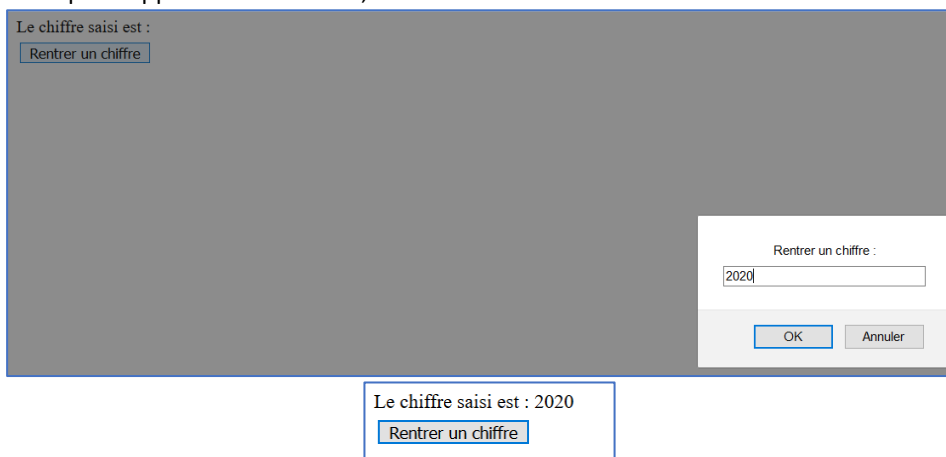 Le chiffre saisi est :
Rentrer un chiffre
Rentrer un chiffre :
2020
OK Annuler
Le chiffre saisi est : 2020
Rentrer un chiffre